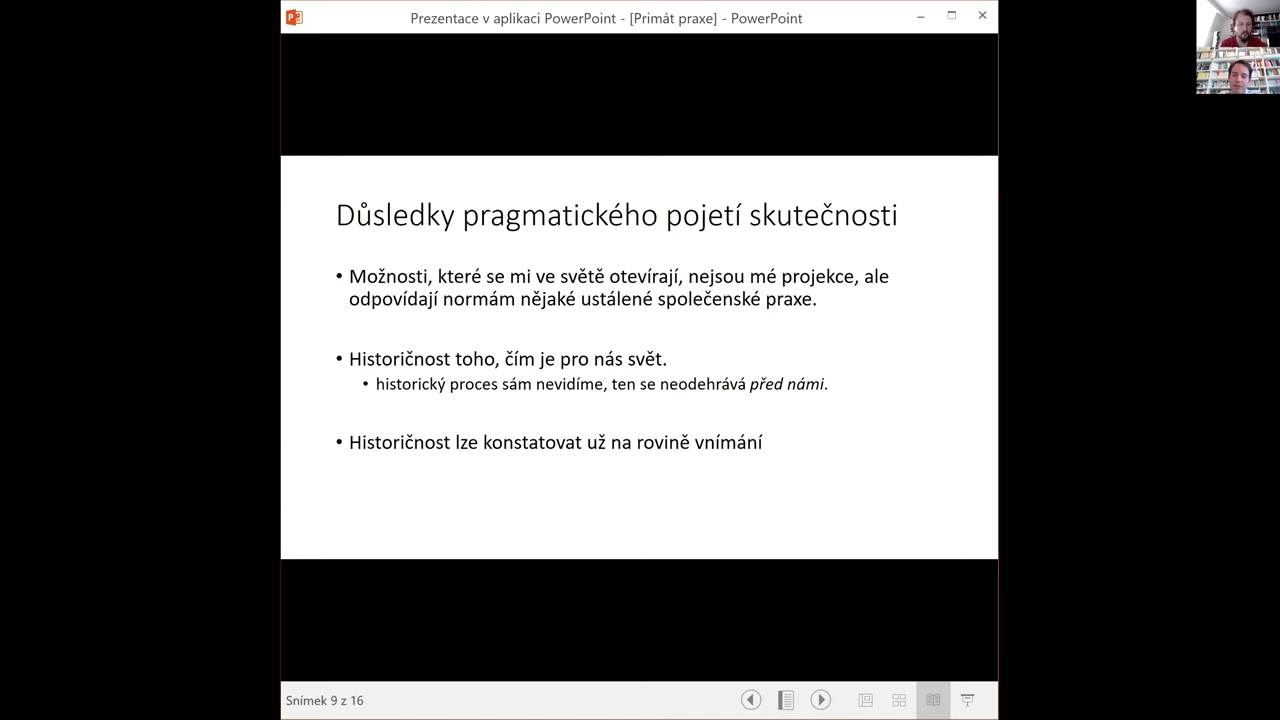 Prezentace v aplikaci PowerPoint - [Primát praxe] - PowerPoint
Důsledky pragmatického pojetí skutečnosti
• Možnosti, které se mi ve světě otevírají, nejsou mé projekce, ale
odpovídají normám nějaké ustálené společenské praxe.
• Historičnost toho, čím je pro nás svět.
• historický proces sám nevidíme, ten se neodehrává před námi.
• Historičnost lze konstatovat už na rovině vnímání
Snímek 9 z 16